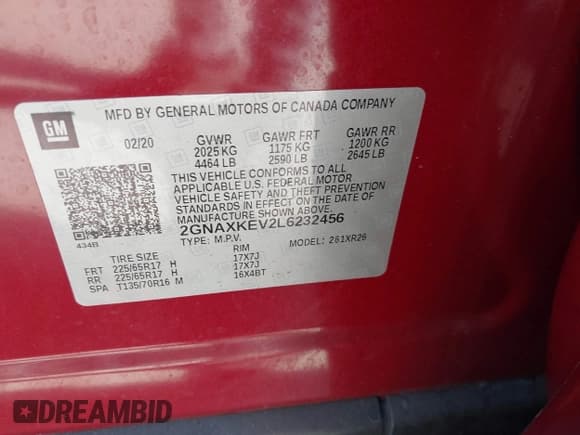 GM
MFD BY GENERAL MOTORS OF CANADA COMPANY
02/20 GVWR GAWR FRT GAWR RR
2025 KG 1175 KG 1200 KG
4464 LB 2590 LB 2645 LB
THIS VEHICLE CONFORMS TO ALL
APPLICABLE U.S. FEDERAL MOTOR
VEHICLE SAFETY AND THEFT PREVENTION
STANDARDS IN EFFECT ON THE DATE OF
MANUFACTURE SHOWN ABOVE.
2GNAXKEV2L6232456
434B
TYPE: M.P.V. MODEL: 261XR26
TIRE SIZE RIM
FRT 225/65R17 H 17X7J
RR 225/65R17 H 17X7J
SPA T135/70R16 M 16X4BT
DREAMBID